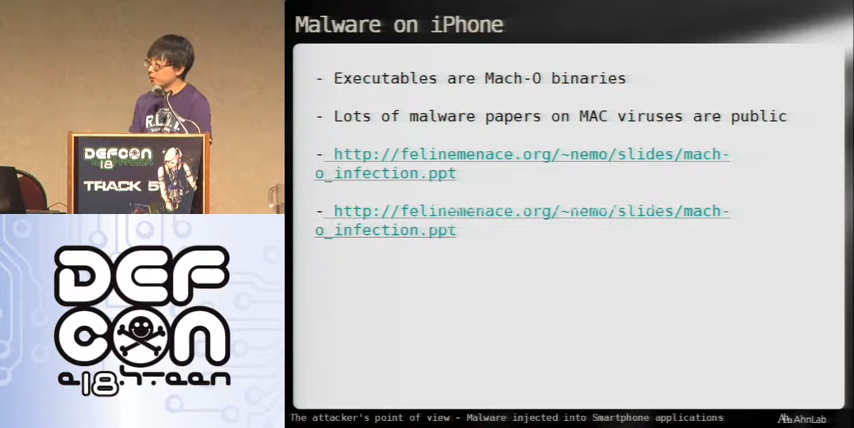 Malware on iPhone
- Executables are Mach-O binaries
- Lots of malware papers on MAC viruses are public
- http://felinemenace.org/~nemo/slides/mach-
o_infection.ppt
- http://felinemenace.org/~nemo/slides/mach-
o_infection.ppt
The attacker's point of view - Malware injected into Smartphone applications
AhnLab
DEFCON
18
TRACK 5
DEF
CON
e18hteen